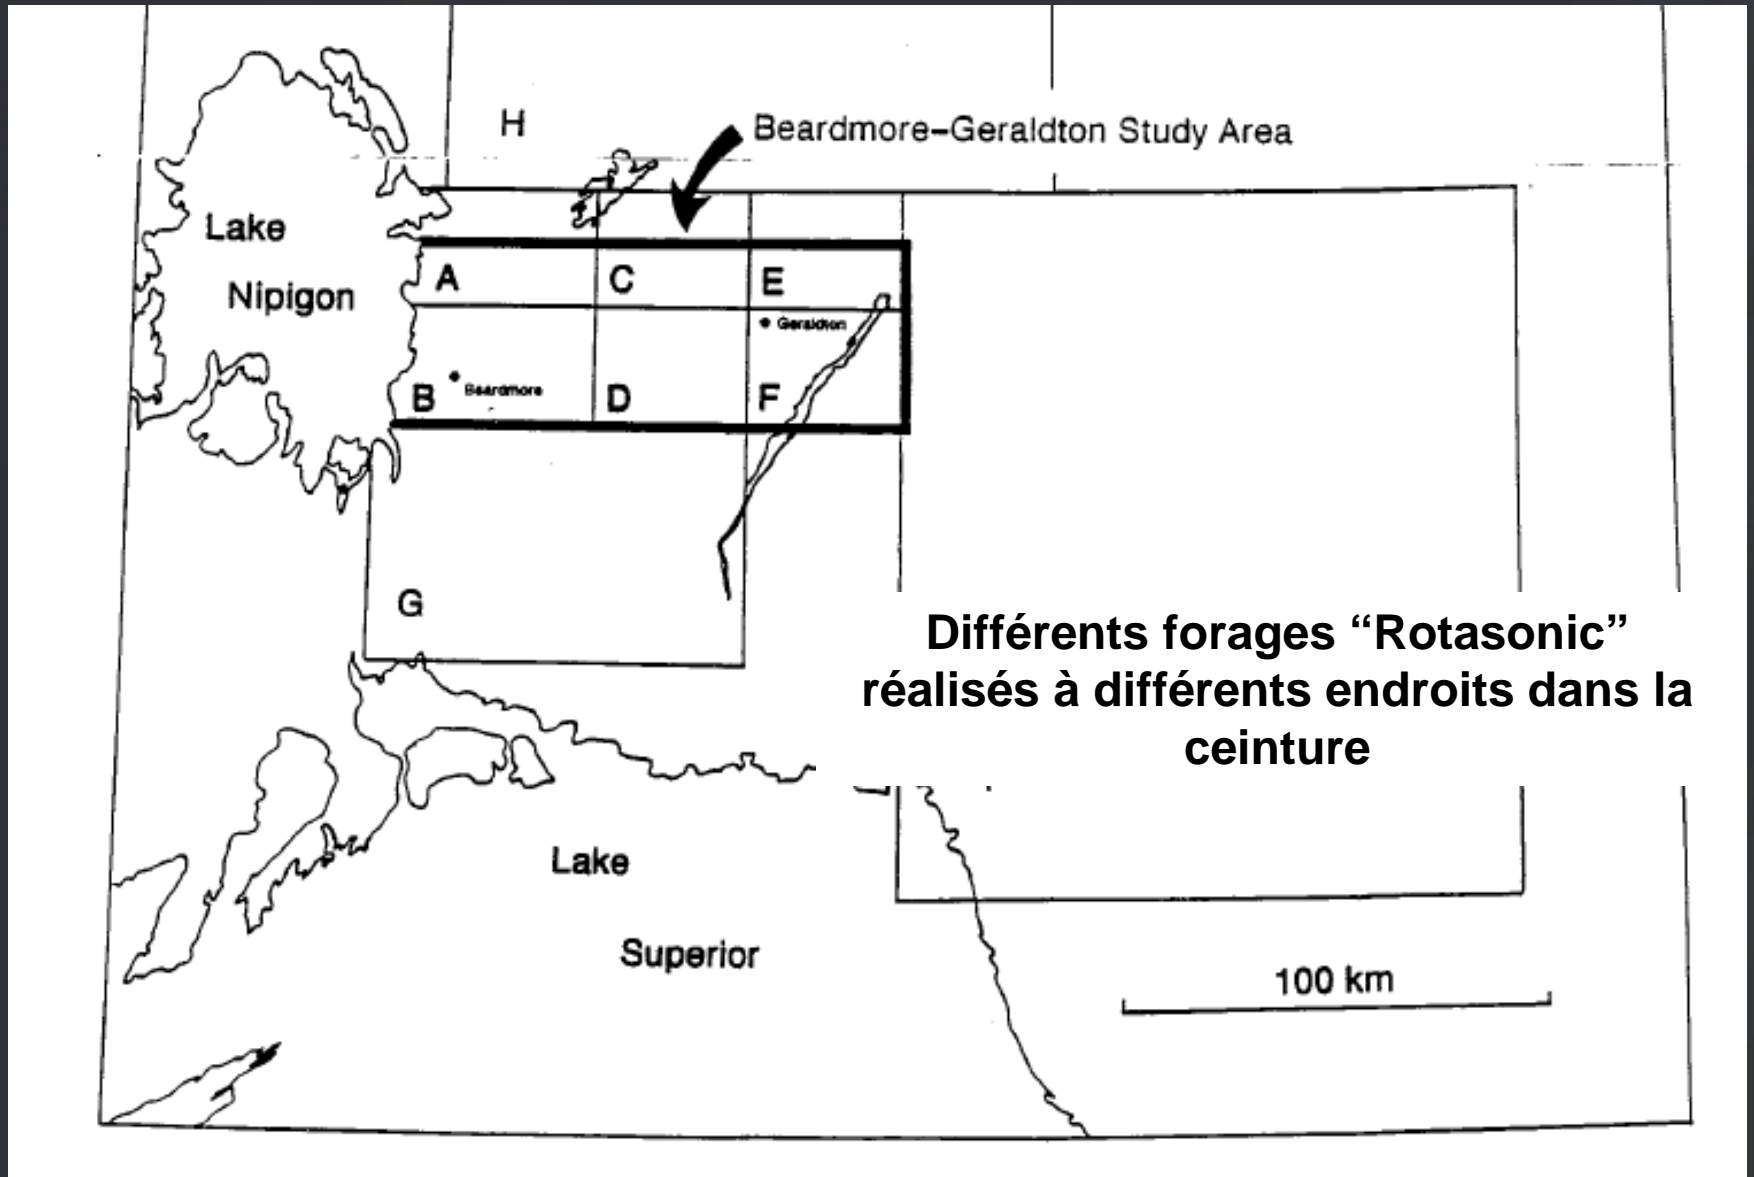 H
Beardmore–Geraldton Study Area
Lake
Nipigon
A
C
E
Geraldton
B
Beardmore
D
F
G
Différents forages “Rotasonic”
réalisés à différents endroits dans la
ceinture
Lake
Superior
100 km